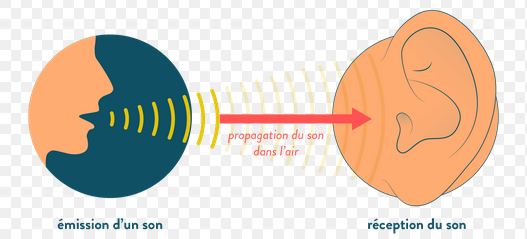 propagation du son
dans l'air
émission d'un son
réception du son